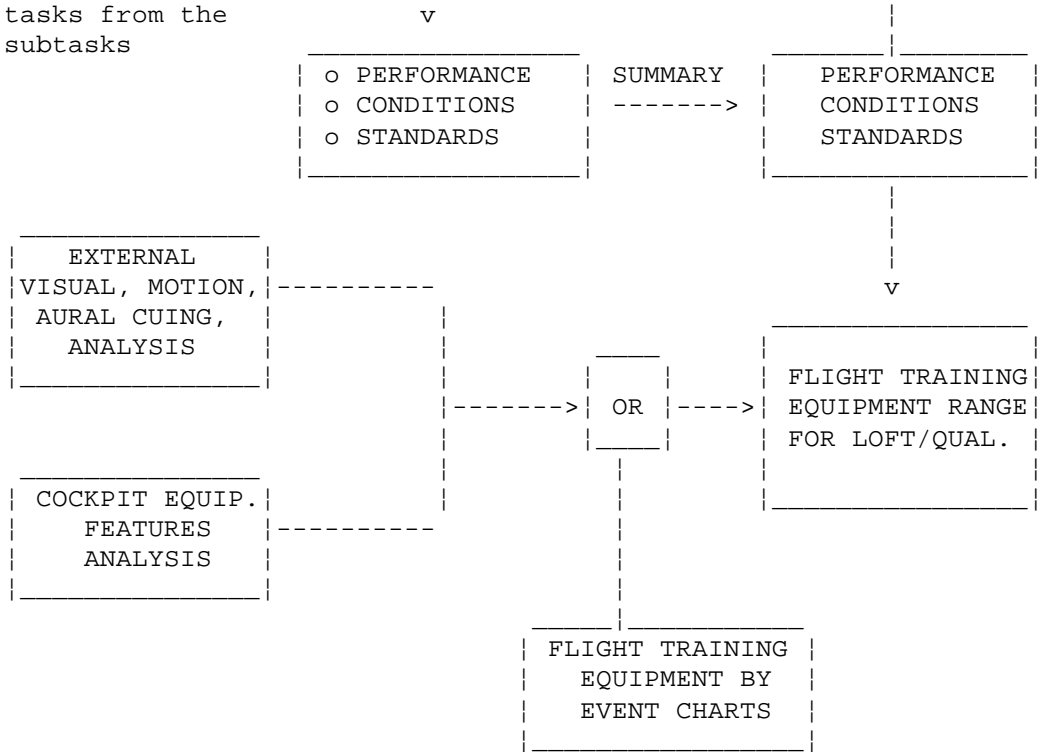 tasks from the
subtasks
v
o PERFORMANCE
o CONDITIONS
o STANDARDS
SUMMARY
------->
PERFORMANCE
CONDITIONS
STANDARDS
EXTERNAL
VISUAL, MOTION,
AURAL CUING,
ANALYSIS
v
OR
FLIGHT TRAINING
EQUIPMENT RANGE
FOR LOFT/QUAL.
COCKPIT EQUIP.
FEATURES
ANALYSIS
FLIGHT TRAINING
EQUIPMENT BY
EVENT CHARTS